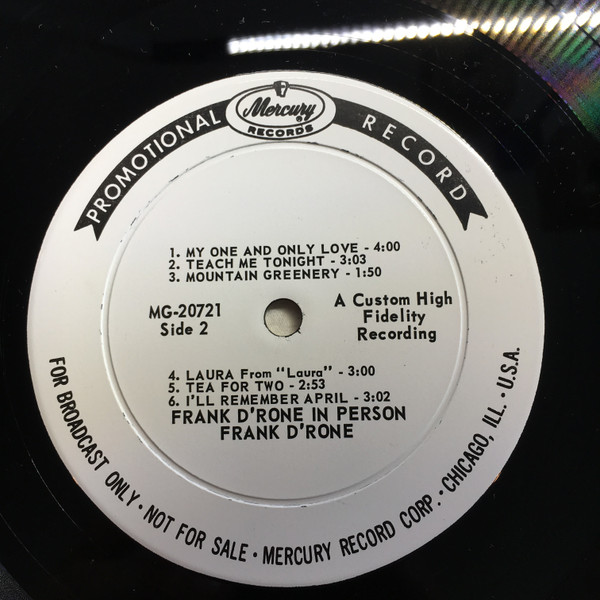 PROMOTIONAL
Mercury
RECORDS
RECORD
1. MY ONE AND ONLY LOVE - 4:00
2. TEACH ME TONIGHT - 3:03
3. MOUNTAIN GREENERY - 1:50
MG-20721
Side 2
A Custom High
Fidelity
Recording
4. LAURA From "Laura" - 3:00
5. TEA FOR TWO - 2:53
6. I'LL REMEMBER APRIL - 3:02
FRANK D'RONE IN PERSON
FRANK D'RONE
FOR BROADCAST ONLY • NOT FOR SALE • MERCURY RECORD CORP. • CHICAGO, ILL. • U.S.A.